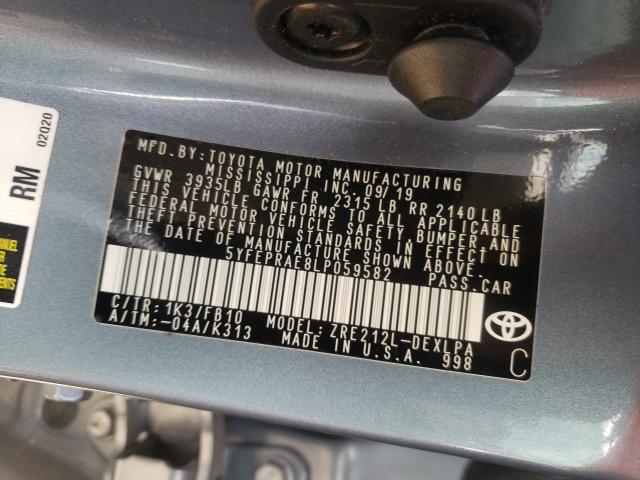 02020
RM
MFD.BY:TOYOTA MOTOR MANUFACTURING
MISSISSIPPI INC. 09/19
GVWR 3935LB GAWR FR 2315 LB RR 2140 LB
THIS VEHICLE CONFORMS TO ALL APPLICABLE
FEDERAL MOTOR VEHICLE SAFETY, BUMPER, AND
THEFT PREVENTION STANDARDS IN EFFECT ON
THE DATE OF MANUFACTURE SHOWN ABOVE.
5YFEPRAE8LP059582 PASS.CAR
C/TR: 1K3/FB10 MODEL: ZRE212L-DEXLPA
A/TM:-04A/K313 MADE IN U.S.A. 998
C